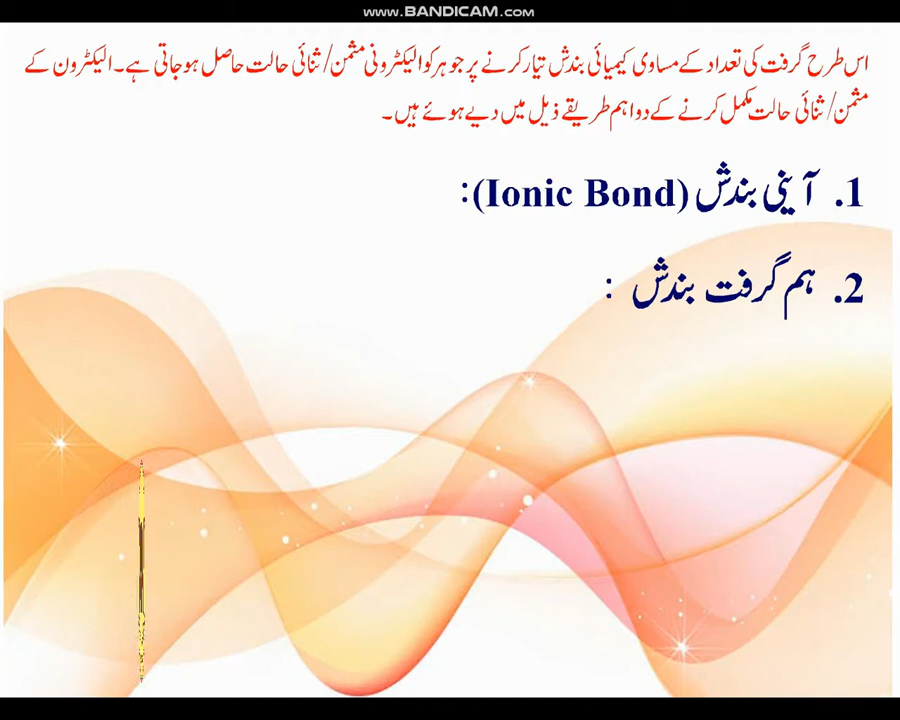 www.BANDICAM.com
اس طرح گرفت کی تعداد کے مساوی کیمیائی بندش تیار کرنے پر جوہر کو الیکٹرونی مثمن/ ثنائی حالت حاصل ہوجاتی ہے۔ الیکٹرون کے
مثمن/ ثنائی حالت مکمل کرنے کے دو اہم طریقے ذیل میں دیے ہوئے ہیں۔
1. آینی بندش (Ionic Bond):
2. ہم گرفت بندش :